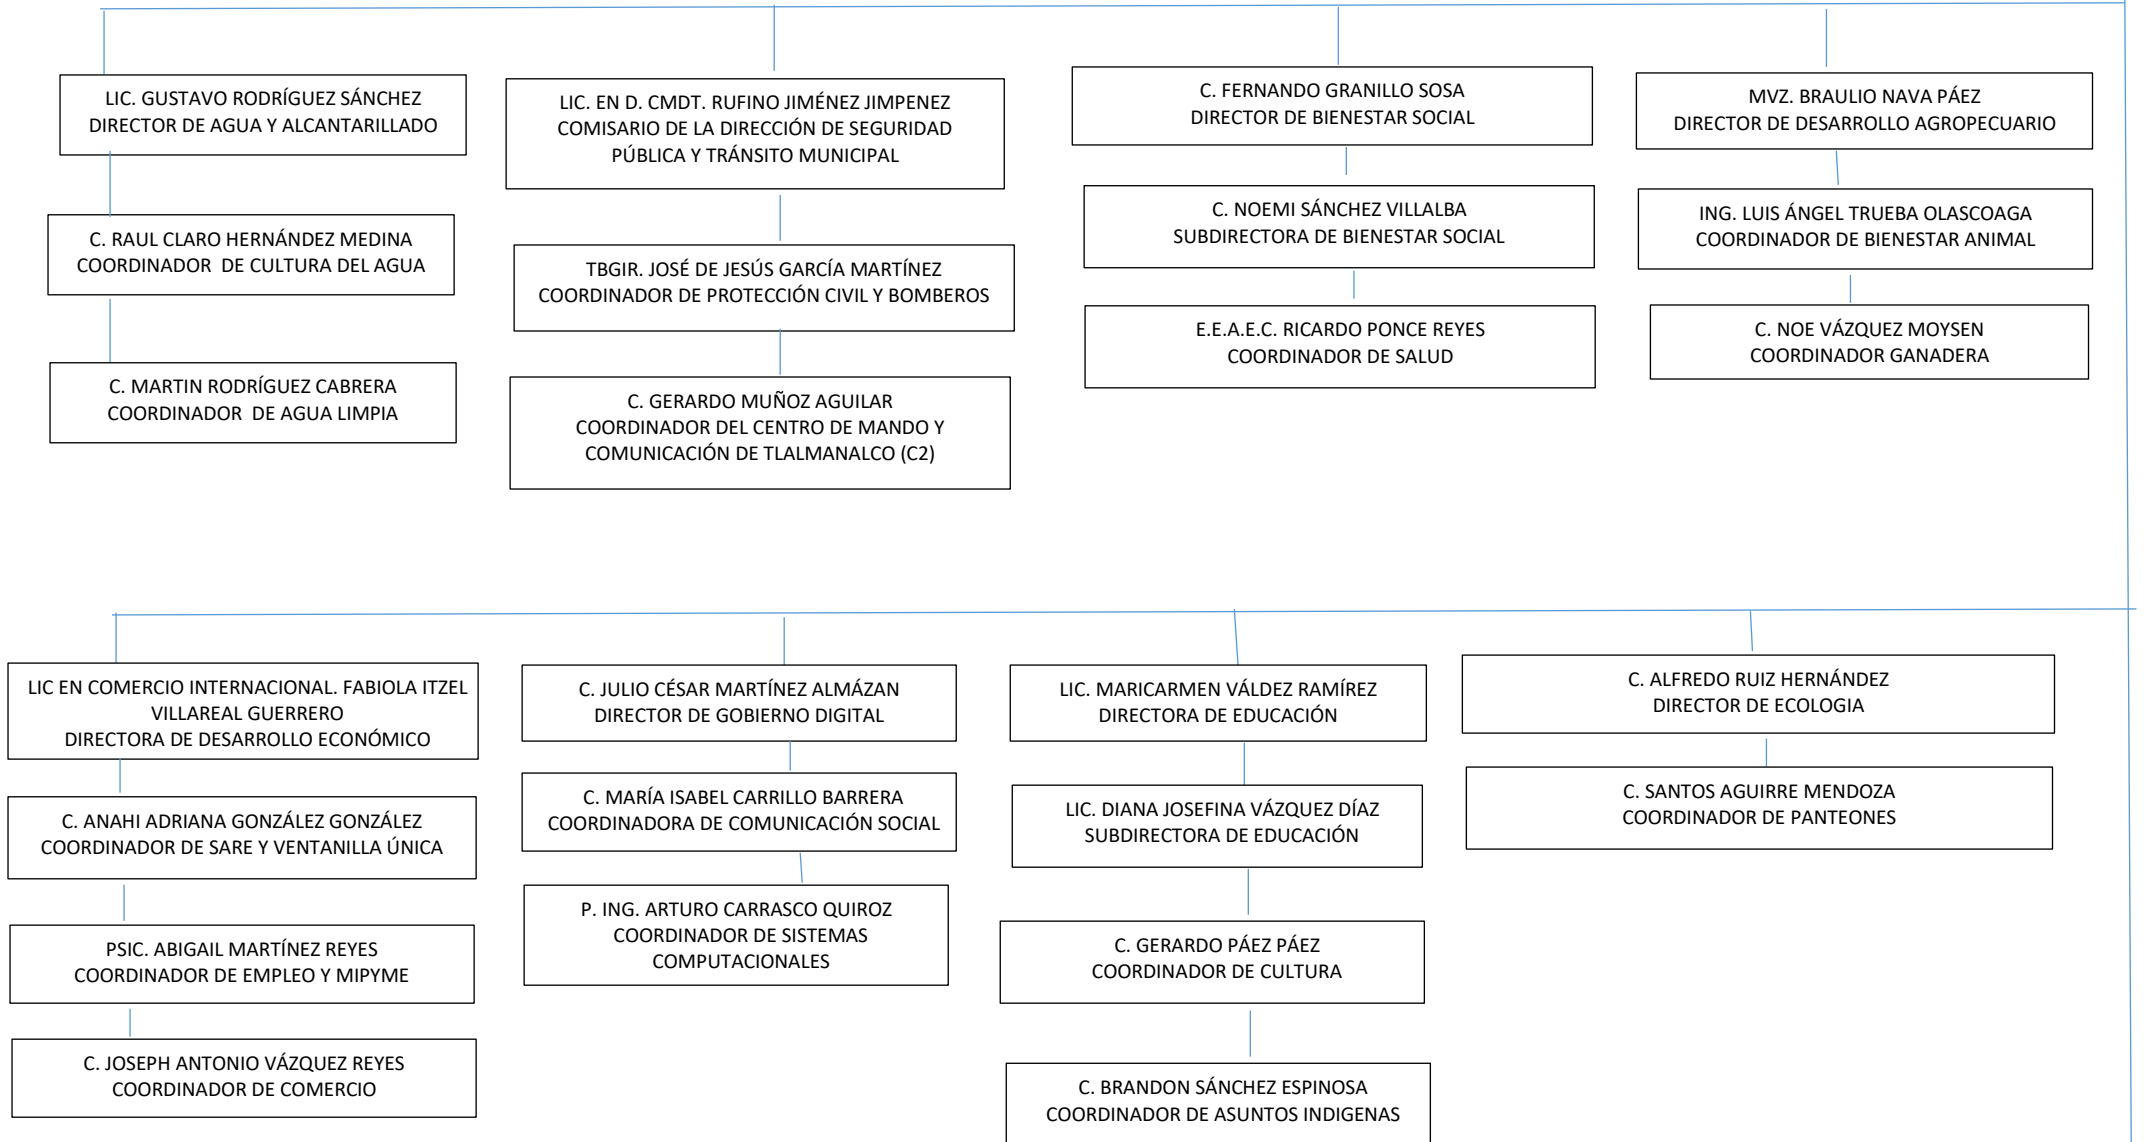 LIC. GUSTAVO RODRÍGUEZ SÁNCHEZ
DIRECTOR DE AGUA Y ALCANTARILLADO
C. RAUL CLARO HERNÁNDEZ MEDINA
COORDINADOR  DE CULTURA DEL AGUA
C. MARTIN RODRÍGUEZ CABRERA
COORDINADOR  DE AGUA LIMPIA
LIC. EN D. CMDT. RUFINO JIMÉNEZ JIMPENEZ
COMISARIO DE LA DIRECCIÓN DE SEGURIDAD
PÚBLICA Y TRÁNSITO MUNICIPAL
TBGIR. JOSÉ DE JESÚS GARCÍA MARTÍNEZ
COORDINADOR DE PROTECCIÓN CIVIL Y BOMBEROS
C. GERARDO MUÑOZ AGUILAR
COORDINADOR DEL CENTRO DE MANDO Y
COMUNICACIÓN DE TLALMANALCO (C2)
C. FERNANDO GRANILLO SOSA
DIRECTOR DE BIENESTAR SOCIAL
C. NOEMI SÁNCHEZ VILLALBA
SUBDIRECTORA DE BIENESTAR SOCIAL
E.E.A.E.C. RICARDO PONCE REYES
COORDINADOR DE SALUD
MVZ. BRAULIO NAVA PÁEZ
DIRECTOR DE DESARROLLO AGROPECUARIO
ING. LUIS ÁNGEL TRUEBA OLASCOAGA
COORDINADOR DE BIENESTAR ANIMAL
C. NOE VÁZQUEZ MOYSEN
COORDINADOR GANADERA
LIC EN COMERCIO INTERNACIONAL. FABIOLA ITZEL
VILLAREAL GUERRERO
DIRECTORA DE DESARROLLO ECONÓMICO
C. ANAHI ADRIANA GONZÁLEZ GONZÁLEZ
COORDINADOR DE SARE Y VENTANILLA ÚNICA
PSIC. ABIGAIL MARTÍNEZ REYES
COORDINADOR DE EMPLEO Y MIPYME
C. JOSEPH ANTONIO VÁZQUEZ REYES
COORDINADOR DE COMERCIO
C. JULIO CÉSAR MARTÍNEZ ALMÁZAN
DIRECTOR DE GOBIERNO DIGITAL
C. MARÍA ISABEL CARRILLO BARRERA
COORDINADORA DE COMUNICACIÓN SOCIAL
P. ING. ARTURO CARRASCO QUIROZ
COORDINADOR DE SISTEMAS
COMPUTACIONALES
LIC. MARICARMEN VÁLDEZ RAMÍREZ
DIRECTORA DE EDUCACIÓN
LIC. DIANA JOSEFINA VÁZQUEZ DÍAZ
SUBDIRECTORA DE EDUCACIÓN
C. GERARDO PÁEZ PÁEZ
COORDINADOR DE CULTURA
C. BRANDON SÁNCHEZ ESPINOSA
COORDINADOR DE ASUNTOS INDIGENAS
C. ALFREDO RUIZ HERNÁNDEZ
DIRECTOR DE ECOLOGIA
C. SANTOS AGUIRRE MENDOZA
COORDINADOR DE PANTEONES